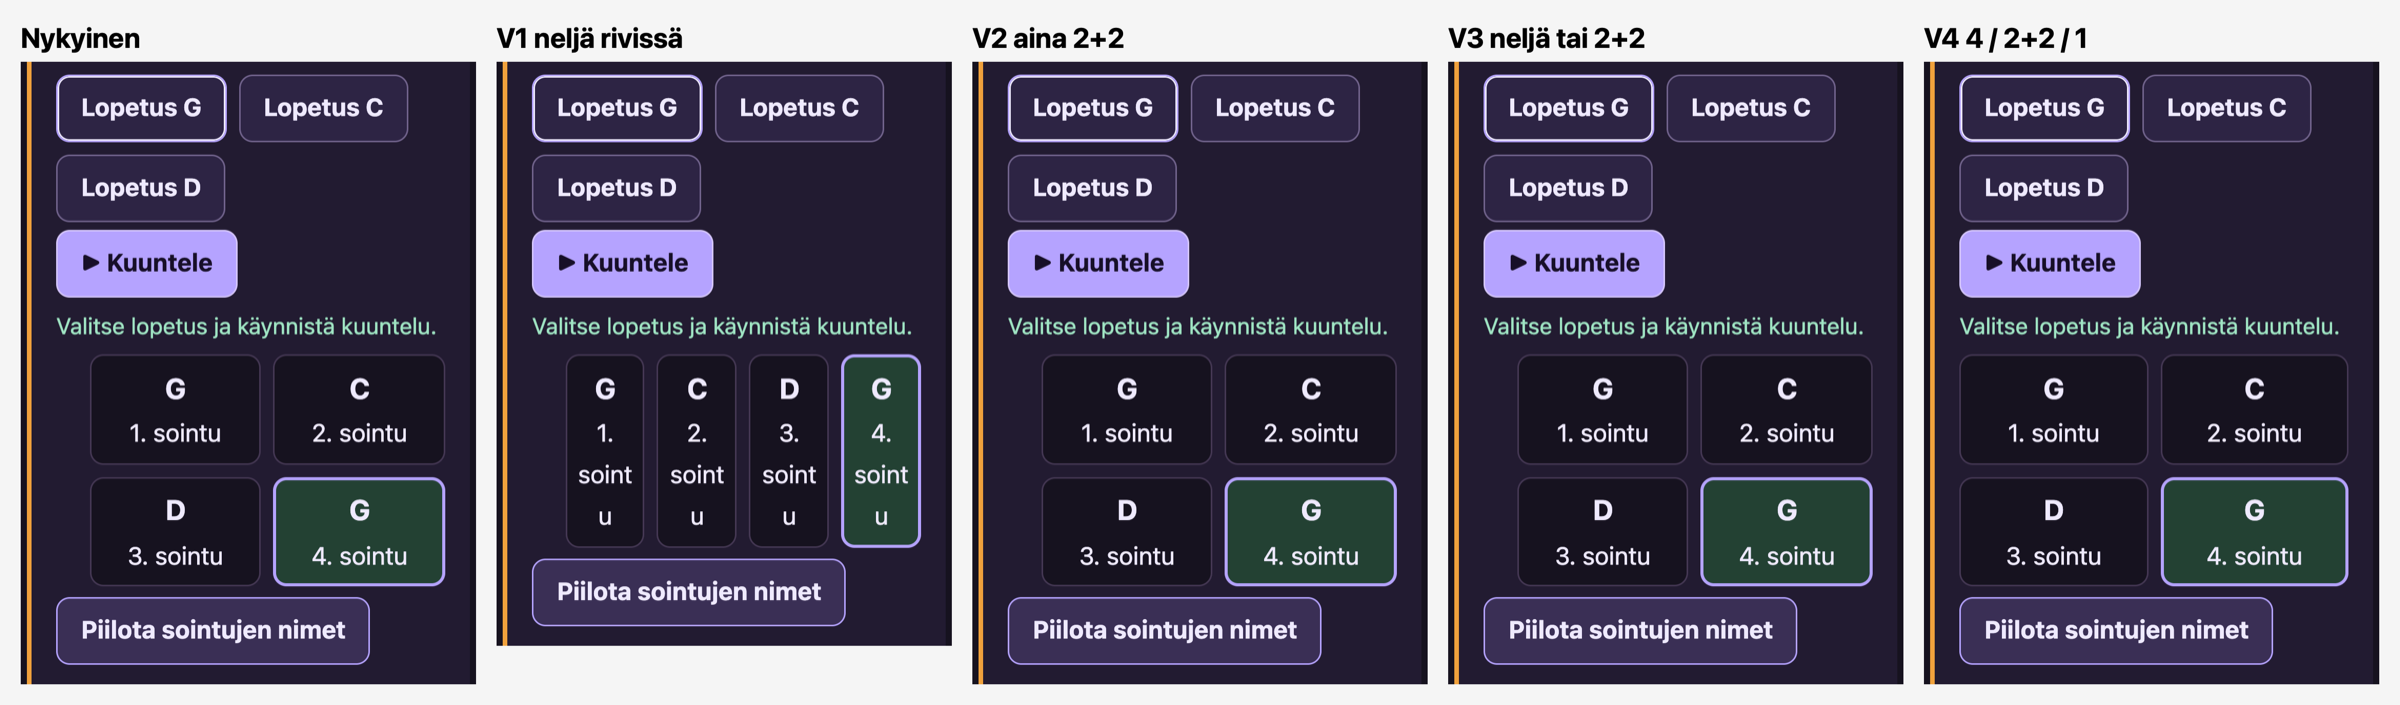 Nykyinen
Lopetus G
Lopetus C
Lopetus D
▶ Kuuntele
Valitse lopetus ja käynnistä kuuntelu.
G
1. sointu
C
2. sointu
D
3. sointu
G
4. sointu
Piilota sointujen nimet
V1 neljä rivissä
Lopetus G
Lopetus C
Lopetus D
▶ Kuuntele
Valitse lopetus ja käynnistä kuuntelu.
G
1.
soint
u
C
2.
soint
u
D
3.
soint
u
G
4.
soint
u
Piilota sointujen nimet
V2 aina 2+2
Lopetus G
Lopetus C
Lopetus D
▶ Kuuntele
Valitse lopetus ja käynnistä kuuntelu.
G
1. sointu
C
2. sointu
D
3. sointu
G
4. sointu
Piilota sointujen nimet
V3 neljä tai 2+2
Lopetus G
Lopetus C
Lopetus D
▶ Kuuntele
Valitse lopetus ja käynnistä kuuntelu.
G
1. sointu
C
2. sointu
D
3. sointu
G
4. sointu
Piilota sointujen nimet
V4 4 / 2+2 / 1
Lopetus G
Lopetus C
Lopetus D
▶ Kuuntele
Valitse lopetus ja käynnistä kuuntelu.
G
1. sointu
C
2. sointu
D
3. sointu
G
4. sointu
Piilota sointujen nimet